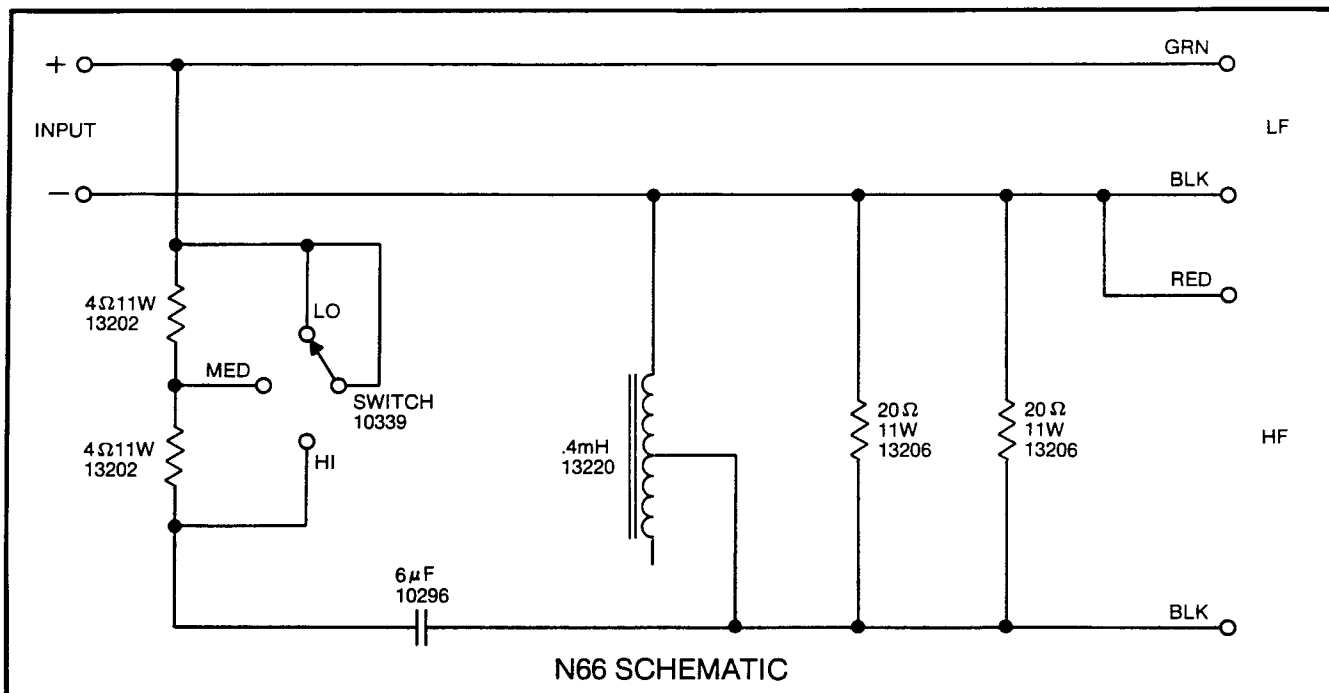 +
GRN
INPUT
LF
−
BLK
RED
4Ω11W
13202
LO
MED
SWITCH
10339
4Ω11W
13202
HI
.4mH
13220
20Ω
11W
13206
20Ω
11W
13206
HF
6μF
10296
BLK
N66 SCHEMATIC